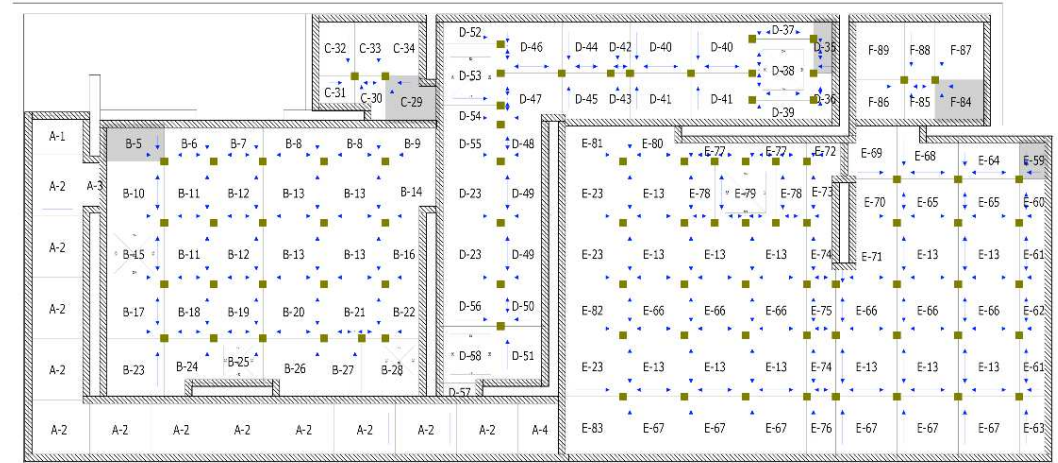 D-52 D-37
C-32 C-33 C-34 D-46 D-44 D-42 D-40 D-40 D-35 F-89 F-88 F-87
D-53 D-38
C-31 C-30 C-29 D-47 D-45 D-43 D-41 D-41 D-36 F-86 F-85 F-84
D-54 D-39
A-1 B-5 B-6 B-7 B-8 B-8 B-9 D-55 D-48 E-81 E-80 E-77 E-72 E-69 E-68 E-64 E-59
A-2 A-3 B-10 B-11 B-12 B-13 B-13 B-14 D-23 D-49 E-23 E-13 E-78 E-79 E-78 E-73 E-70 E-65 E-65 E-60
A-2 B-15 B-11 B-12 B-13 B-13 B-16 D-23 D-49 E-23 E-13 E-13 E-13 E-74 E-71 E-13 E-13 E-61
A-2 B-17 B-18 B-19 B-20 B-21 B-22 D-56 D-50 E-82 E-66 E-66 E-66 E-75 E-66 E-66 E-66 E-62
A-2 B-23 B-24 B-25 B-26 B-27 B-28 D-58 D-51 E-23 E-13 E-13 E-13 E-74 E-13 E-13 E-13 E-61
D-57
A-2 A-2 A-2 A-2 A-2 A-2 A-2 A-2 A-4 E-83 E-67 E-67 E-67 E-76 E-67 E-67 E-67 E-63